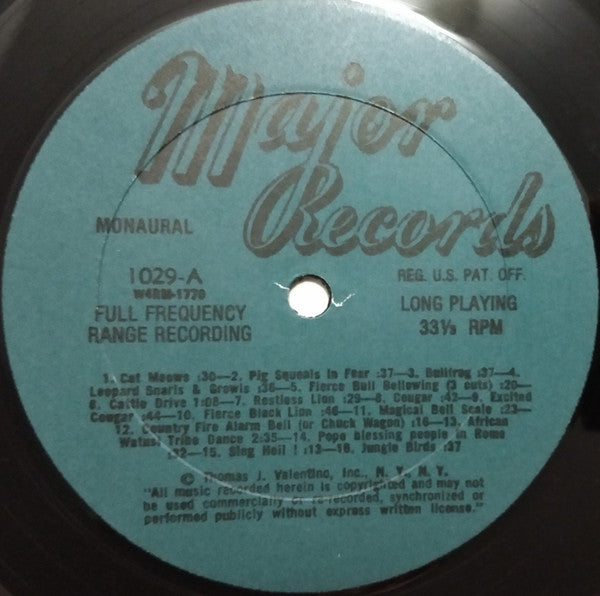 Major
Records
MONAURAL
1029-A
W4RM-1770
FULL FREQUENCY
RANGE RECORDING
REG. U.S. PAT. OFF.
LONG PLAYING
33⅓ RPM
1. Cat Meows :30—2. Pig Squeals in Fear :37—3. Bullfrog :37—4.
Leopard Snarls & Growls :36—5. Fierce Bull Bellowing (3 cuts) :20—
6. Cattle Drive 1:08—7. Restless Lion :29—8. Cougar :42—9. Excited
Cougar :44—10. Fierce Black Lion :46—11. Magical Bell Scale :23—
12. Country Fire Alarm Bell (or Chuck Wagon) :16—13. African
Watusi Tribe Dance 2:35—14. Pope blessing people in Rome
:32—15. Sieg Heil ! :13—16. Jungle Birds :37
© Thomas J. Valentino, Inc., N. Y., N. Y.
"All music recorded herein is copyrighted and may not
be used commercially or re-recorded, synchronized or
performed publicly without express written license."